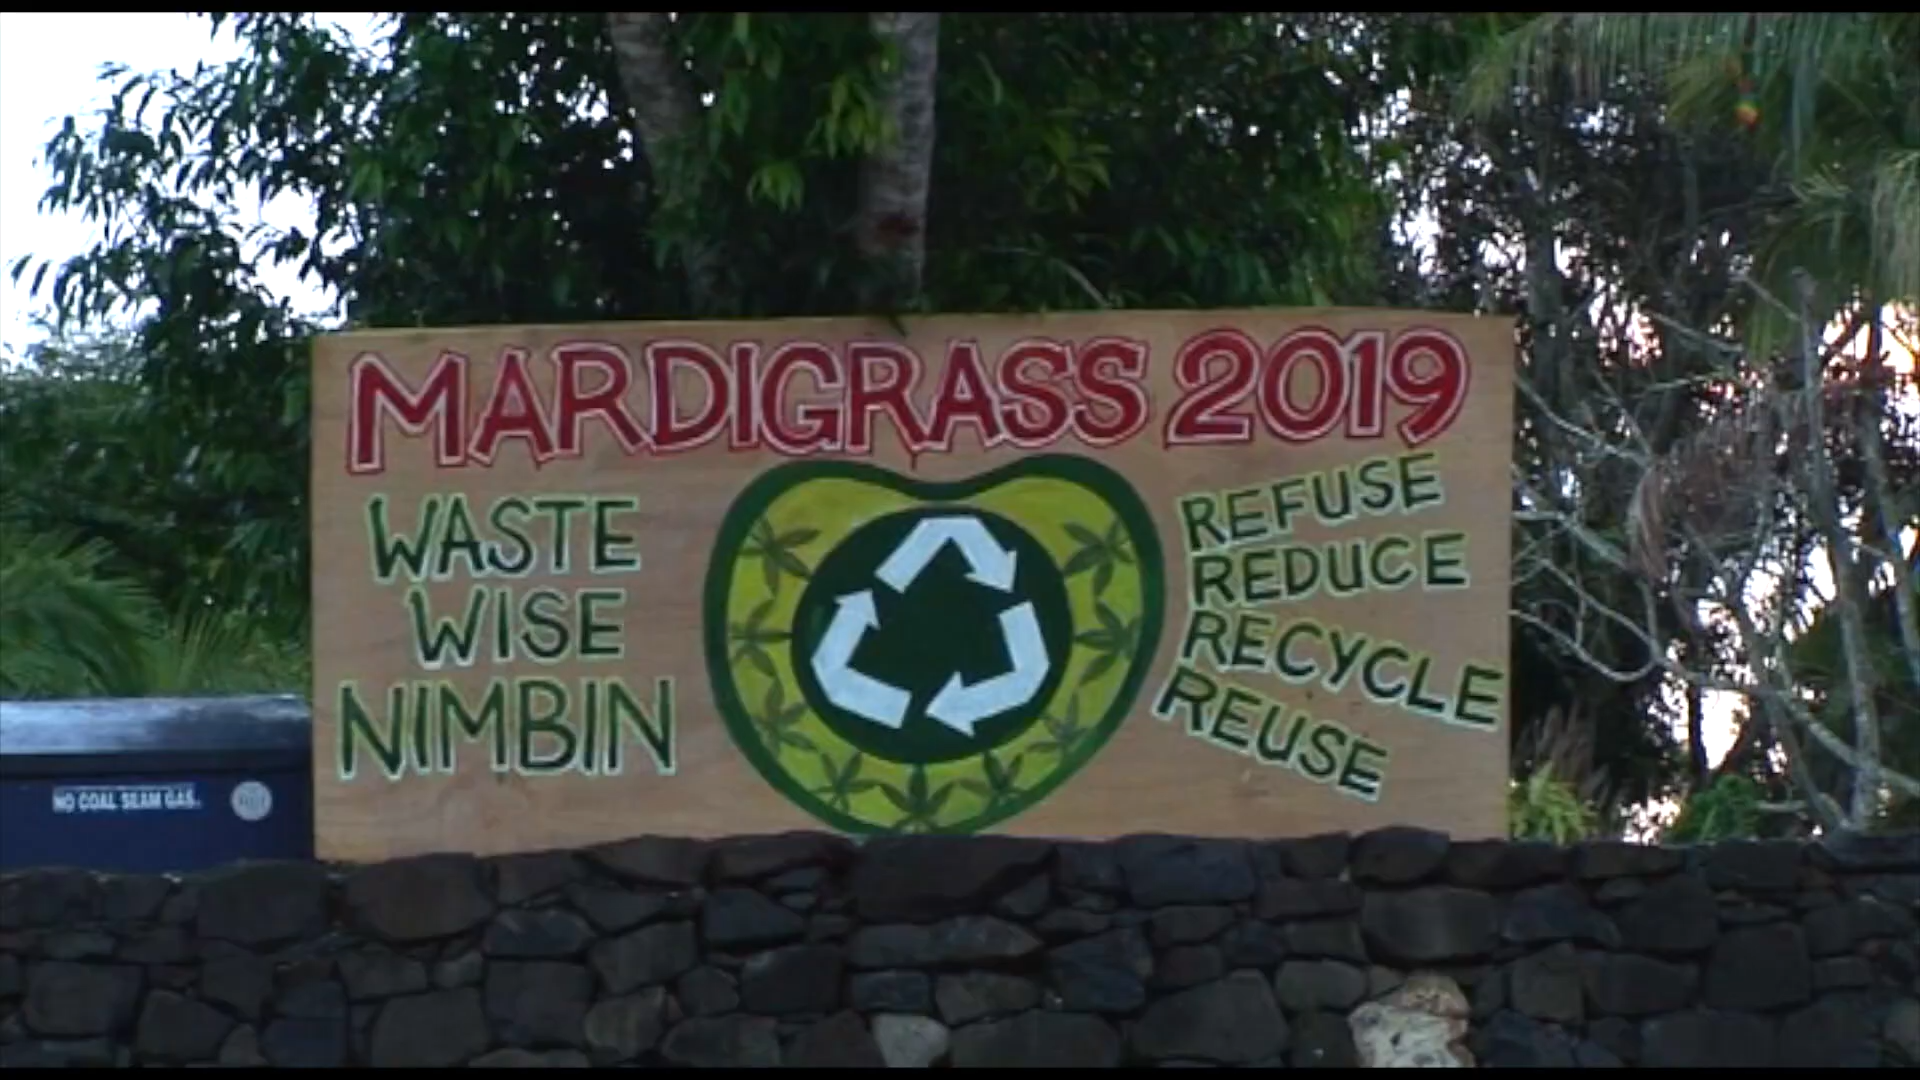 MARDIGRASS 2019
WASTE
WISE
NIMBIN
REFUSE
REDUCE
RECYCLE
REUSE
NO COAL SEAM GAS.